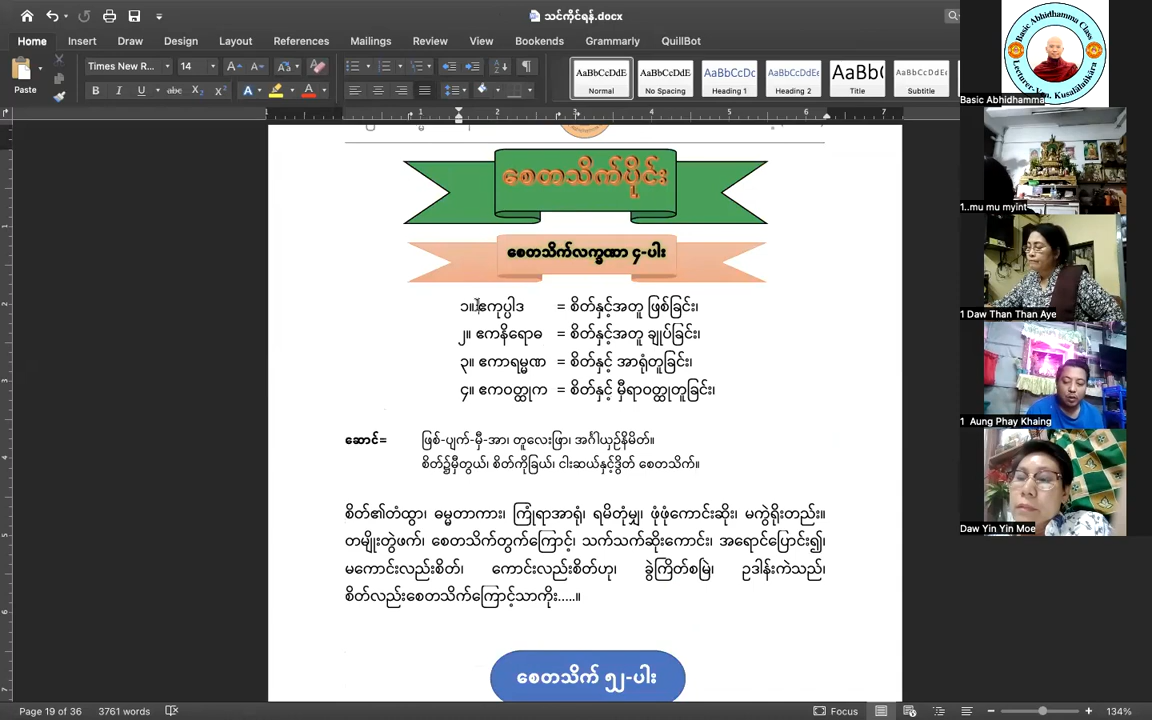 သင်ကိုင်ရန်.docx
Home Insert Draw Design Layout References Mailings Review View Bookends Grammarly QuillBot
Paste
Times New R... 14
AaBbCcDdE AaBbCcDdE AaBbCcDc AaBbCcDdEe AaBb( AaBbCcDdEe
Normal No Spacing Heading 1 Heading 2 Title Subtitle
Basic Abhidhamma Class
Lecturer-Ven. Kusalālaṅkāra
Basic Abhidhamma
1..mu mu myint
1 Daw Than Than Aye
1 Aung Phay Khaing
Daw Yin Yin Moe
စေတသိက်ပိုင်း
စေတသိက်လက္ခဏာ ၄-ပါး
၁။ ဧကုပ္ပါဒ = စိတ်နှင့်အတူ ဖြစ်ခြင်း၊
၂။ ဧကနိရောဓ = စိတ်နှင့်အတူ ချုပ်ခြင်း၊
၃။ ဧကာရမ္မဏ = စိတ်နှင့် အာရုံတူခြင်း၊
၄။ ဧကဝတ္ထုက = စိတ်နှင့် မှီရာဝတ္ထုတူခြင်း၊
ဆောင်= ဖြစ်-ပျက်-မှီ-အာ၊ တူလေးဖြာ၊ အင်္ဂါယှဉ်နိမိတ်။
စိတ်၌မှီတွယ်၊ စိတ်ကိုခြယ်၊ ငါးဆယ်နှင့်ဒွိတ် စေတသိက်။
စိတ်၏တံထွာ၊ ဓမ္မတာကား၊ ကြုံရာအာရုံ၊ ရမိတုံမျှ၊ ဖုံဖုံကောင်းဆိုး၊ မကွဲရိုးတည်း။
တမျိုးတွဲဖက်၊ စေတသိက်တွက်ကြောင့်၊ သက်သက်ဆိုးကောင်း၊ အရောင်ပြောင်း၍၊
မကောင်းလည်းစိတ်၊ ကောင်းလည်းစိတ်ဟု၊ ခွဲကြိတ်စမြဲ၊ ဥဒါန်းကဲသည်၊
စိတ်လည်းစေတသိက်ကြောင့်သာကိုး.....။
စေတသိက် ၅၂-ပါး
Page 19 of 36 3761 words Focus 134%